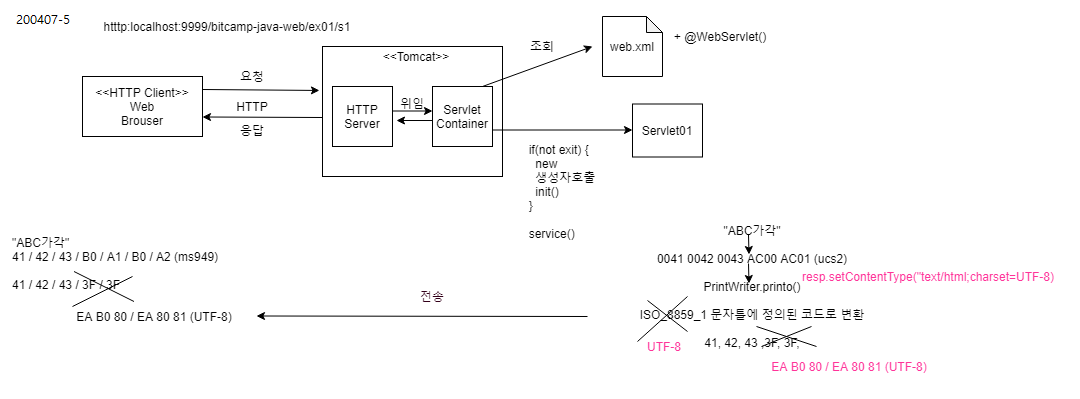 200407-5
htttp:localhost:9999/bitcamp-java-web/ex01/s1
<<HTTP Client>>
Web
Brouser
요청
HTTP
응답
<<Tomcat>>
HTTP
Server
위임
Servlet
Container
조회
web.xml
+ @WebServlet()
Servlet01
if(not exit) {
new
생성자호출
init()
}
service()
"ABC가각"
41 / 42 / 43 / B0 / A1 / B0 / A2 (ms949)
41 / 42 / 43 / 3F / 3F
EA B0 80 / EA 80 81 (UTF-8)
전송
"ABC가각"
0041 0042 0043 AC00 AC01 (ucs2)
resp.setContentType("text/html;charset=UTF-8)
PrintWriter.printo()
ISO_8859_1 문자틀에 정의된 코드로 변환
UTF-8
41, 42, 43 ,3F, 3F,
EA B0 80 / EA 80 81 (UTF-8)